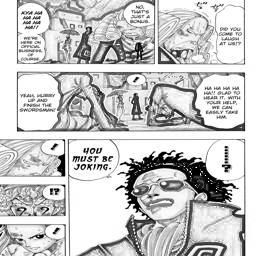 DID YOU
COME TO
LAUGH
AT US!?
NO,
THAT'S
JUST A
BONUS.
KYA HA
HA HA
HA HA
HA!!
WE'RE
HERE ON
OFFICIAL
BUSINESS,
OF COURSE.
HA HA HA HA
HA!! GLAD TO
HEAR IT. WITH
YOUR HELP,
WE CAN
EASILY TAKE
HIM.
YEAH, HURRY
UP AND
FINISH THE
SWORDSMAN!
YOU
MUST BE
JOKING.
!
!?
!?
!